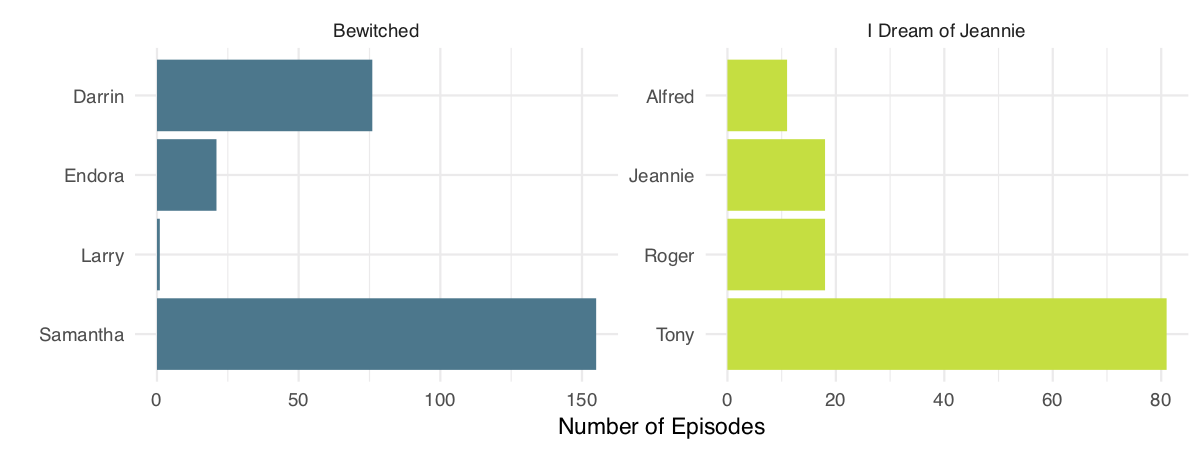 Bewitched
I Dream of Jeannie
Darrin
Endora
Larry
Samantha
Alfred
Jeannie
Roger
Tony
0 50 100 150
0 20 40 60 80
Number of Episodes